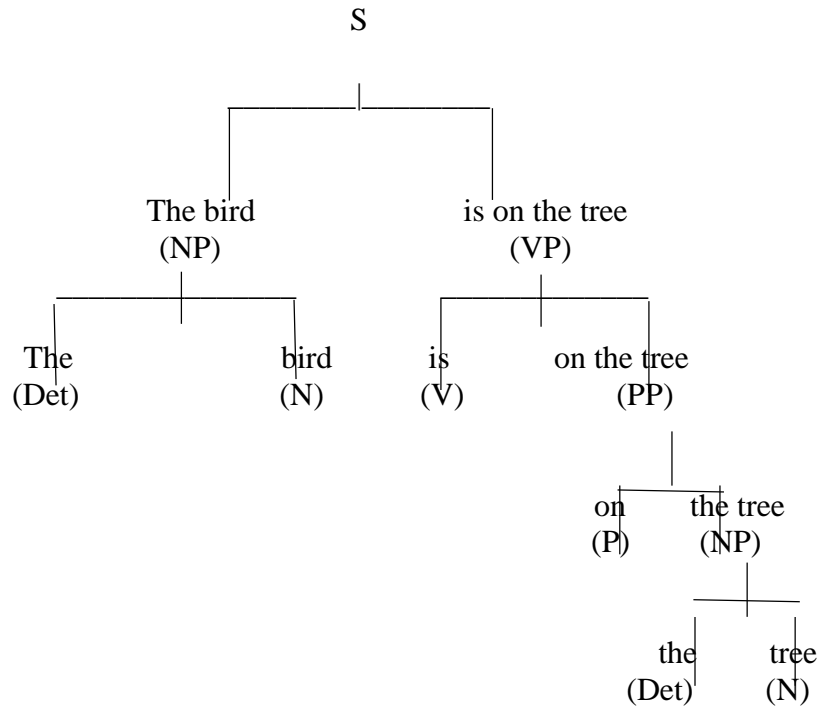 S
The bird is on the tree
(NP) (VP)
The bird is on the tree
(Det) (N) (V) (PP)
on the tree
(P) (NP)
the tree
(Det) (N)